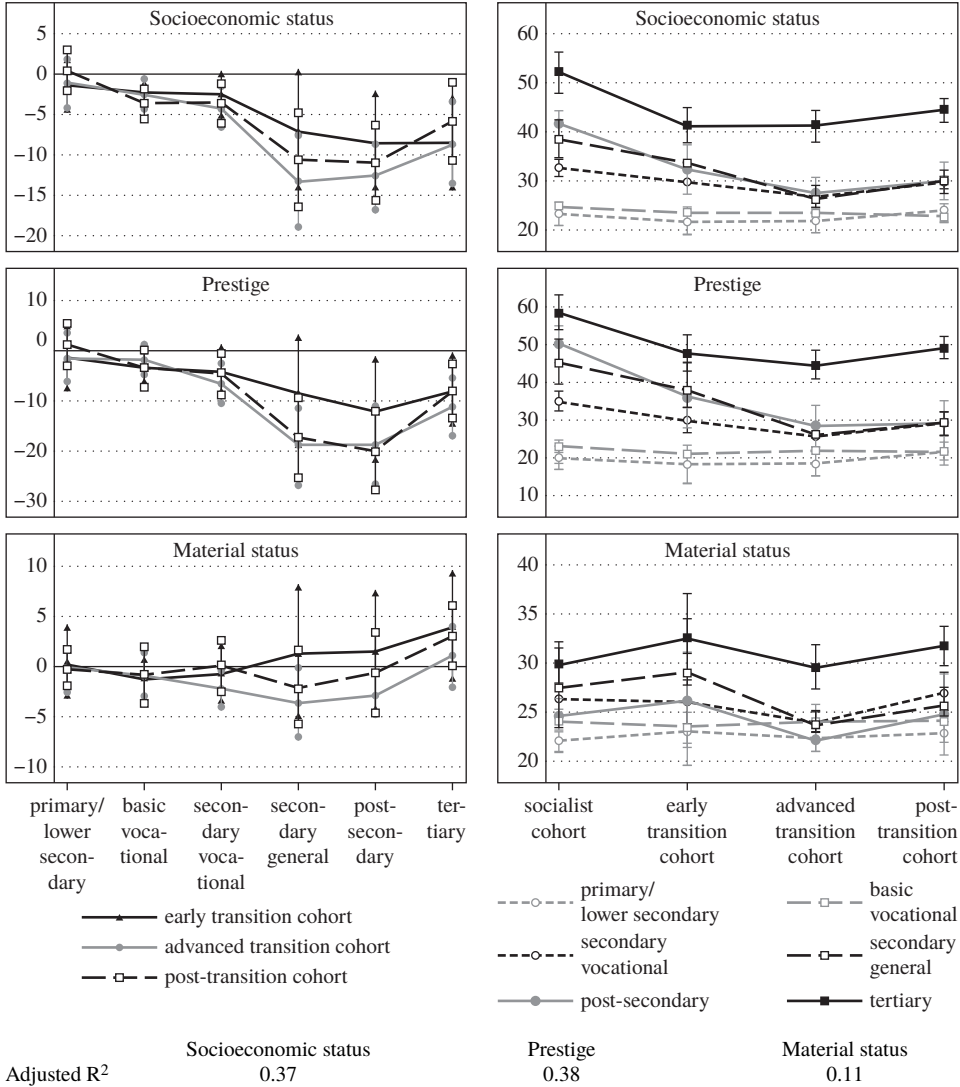 Socioeconomic status
5
0
−5
−10
−15
−20
Socioeconomic status
60
50
40
30
20
Prestige
10
0
−10
−20
−30
Prestige
60
50
40
30
20
10
Material status
10
5
0
−5
−10
Material status
40
35
30
25
20
primary/
lower
secon-
dary
basic
voca-
tional
secon-
dary
voca-
tional
secon-
dary
general
post-
secon-
dary
ter-
tiary
socialist
cohort
early
transition
cohort
advanced
transition
cohort
post-
transition
cohort
early transition cohort
advanced transition cohort
post-transition cohort
primary/
lower secondary
basic
vocational
secondary
vocational
secondary
general
post-secondary
tertiary
Socioeconomic status Prestige Material status
Adjusted R² 0.37 0.38 0.11